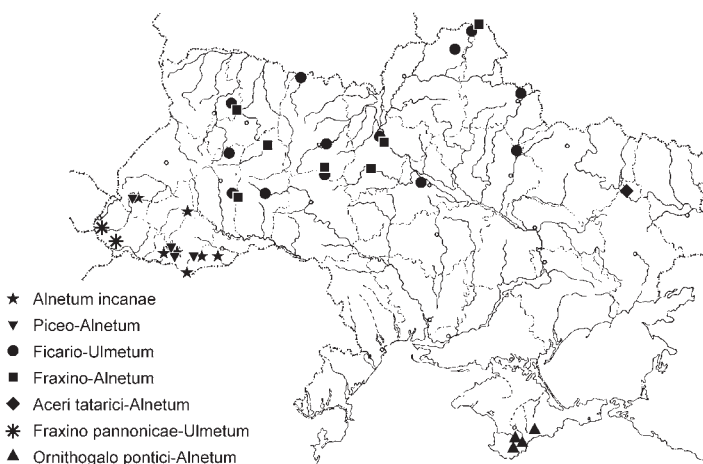 Alnetum incanae
Piceo-Alnetum
Ficario-Ulmetum
Fraxino-Alnetum
Aceri tatarici-Alnetum
Fraxino pannonicae-Ulmetum
Ornithogalo pontici-Alnetum